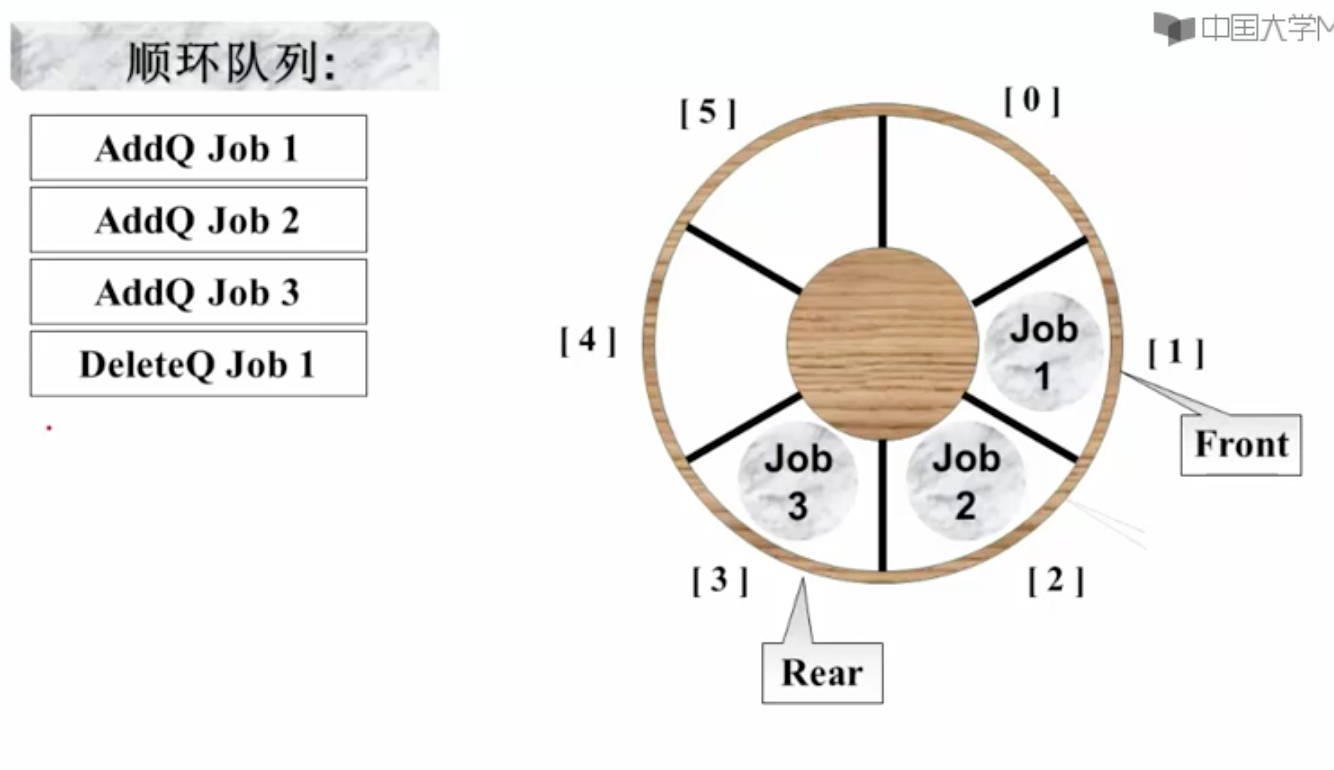 顺环队列:
中国大学M
AddQ Job 1
AddQ Job 2
AddQ Job 3
DeleteQ Job 1
[ 5 ]
[ 0 ]
[ 4 ]
[ 1 ]
Job
1
Front
Job
3
Job
2
[ 3 ]
[ 2 ]
Rear